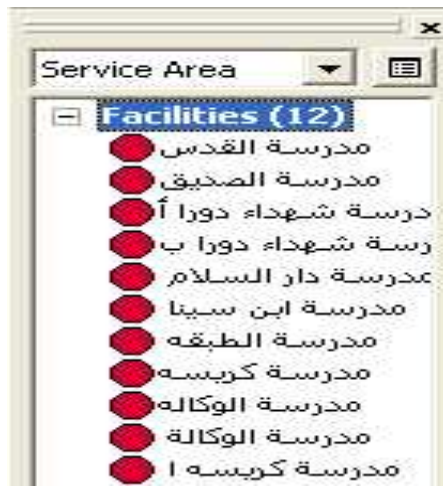 Service Area
Facilities (12)
مدرسة القدس
مدرسة الصديق
درسة شهداء دورا أ
رسة شهداء دورا ب
مدرسة دار السلام
مدرسة ابن سينا
مدرسة الطبقه
مدرسة كريسه
مدرسة الوكاله
مدرسة الوكالة
مدرسة كريسه ا